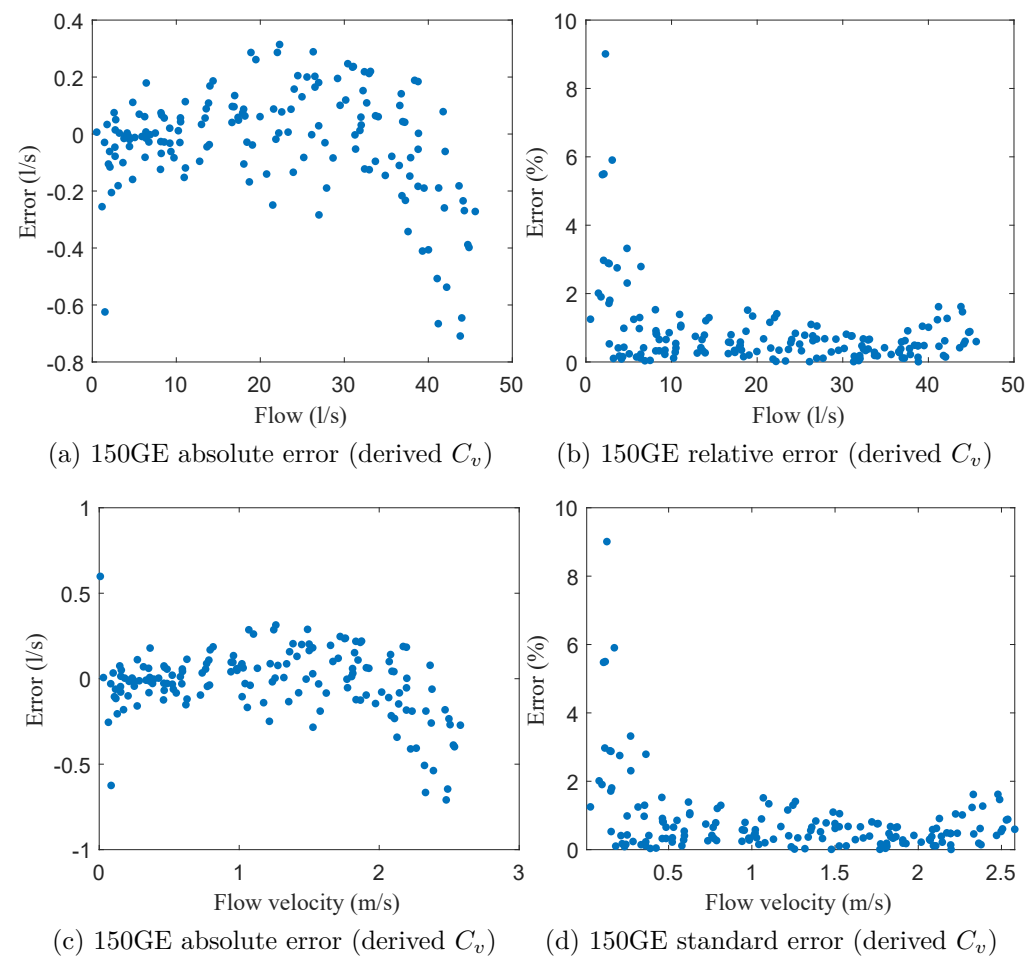 0.4
0.2
0
-0.2
-0.4
-0.6
-0.8
Error (l/s)
0 10 20 30 40 50
Flow (l/s)
(a) 150GE absolute error (derived Cv)
10
8
6
4
2
0
Error (%)
0 10 20 30 40 50
Flow (l/s)
(b) 150GE relative error (derived Cv)
1
0.5
0
-0.5
-1
Error (l/s)
0 1 2 3
Flow velocity (m/s)
(c) 150GE absolute error (derived Cv)
10
8
6
4
2
0
Error (%)
0.5 1 1.5 2 2.5
Flow velocity (m/s)
(d) 150GE standard error (derived Cv)